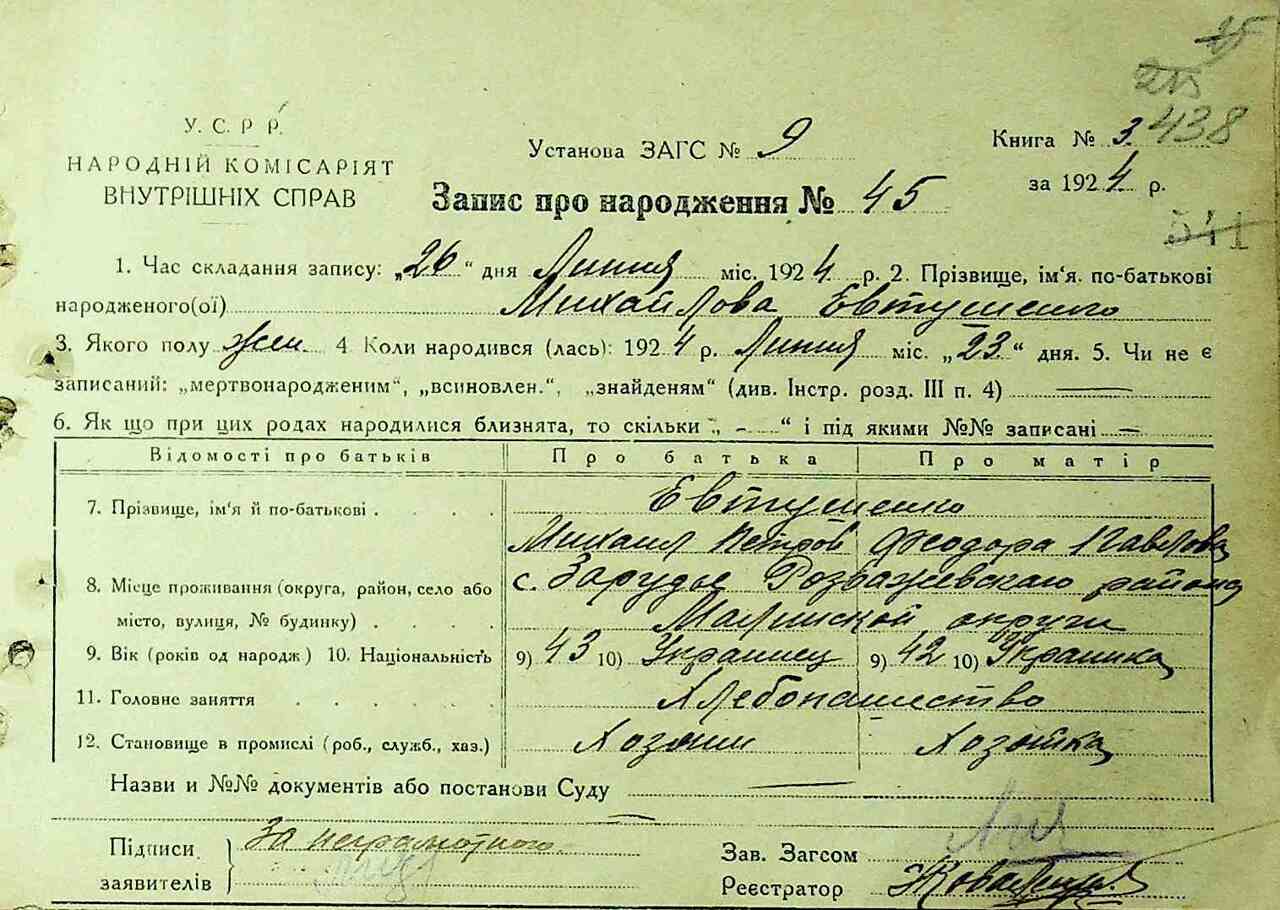 438
У. С. Р Р.
НАРОДНІЙ КОМІСАРІЯТ
ВНУТРІШНІХ СПРАВ
Установа ЗАГС № 9
Книга № 3
за 1924 р.
Запис про народження № 45
541
1. Час складання запису: „26“ дня міс. 1924 р. 2. Прізвище, ім‘я. по-батькові
народженого(ої) Михайлова Евтушенко
3. Якого полу жен. 4 Коли народився (лась): 1924 р. міс. „23“ дня. 5. Чи не є
записаний: „мертвонародженим“, „всиновлен.“, „знайденям“ (див. Інстр. розд. III п. 4)
6. Як що при цих родах народилися близнята, то скільки „ - “ і під якими №№ записані —
Відомості про батьків Про батька Про матір
7. Прізвище, ім‘я й по-батькові . . . . Евтушенко
Михаил Петров Феодора Павлова
8. Місце проживання (округа, район, село або с. Зарудье Розважевскаго района
місто, вулиця, № будинку) . . . . Малинской округи
9. Вік (років од народж) 10. Національність 9) 43 10) Украинец 9) 42 10) Украинка
11. Головне заняття . . . . . . Хлебопашество
12. Становище в промислі (роб., служб., хаз.) Хозяин Хозяйка
Назви и №№ документів або постанови Суду —
Підписи заявителів За неграмотного
Зав. Загсом
Реєстратор